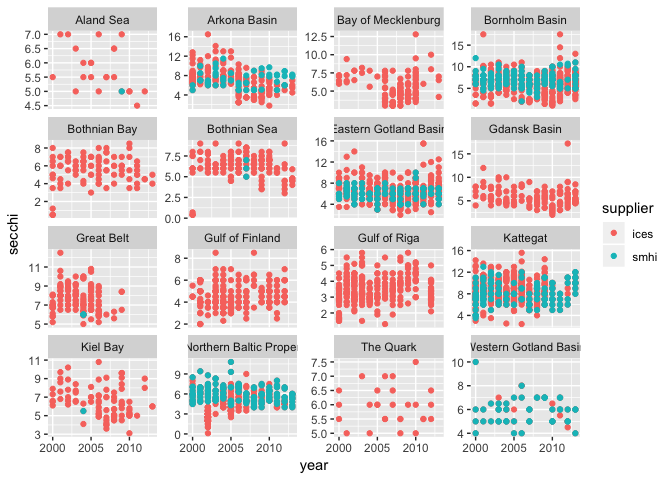 Aland Sea Arkona Basin Bay of Mecklenburg Bornholm Basin
7.0 6.5 6.0 5.5 5.0 4.5
16 12 8 4
12.5 10.0 7.5 5.0
15 10 5
Bothnian Bay Bothnian Sea Eastern Gotland Basin Gdansk Basin
8 6 4 2
7.5 5.0 2.5 0.0
16 12 8 4
15 10 5
Great Belt Gulf of Finland Gulf of Riga Kattegat
11 9 7 5
8 6 4 2
6 5 4 3 2 1
16 12 8 4
Kiel Bay Northern Baltic Proper The Quark Western Gotland Basin
11 9 7 5 3
9 6 3 0
7.5 7.0 6.5 6.0 5.5 5.0
10 8 6 4
2000 2005 2010 2000 2005 2010 2000 2005 2010 2000 2005 2010
year
secchi
supplier
ices
smhi